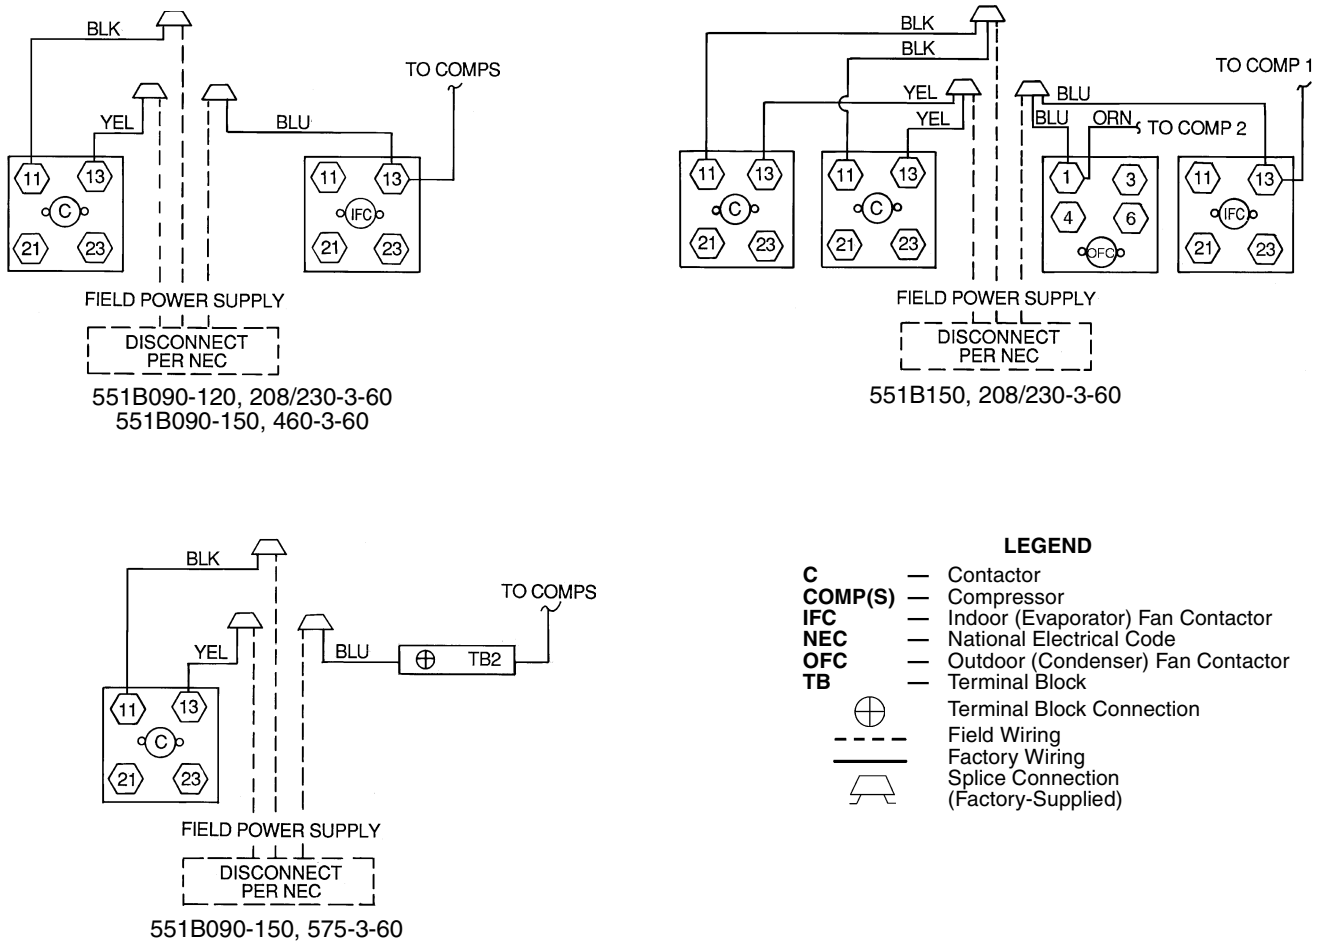 BLK
TO COMPS
YEL
BLU
11
13
11
13
C
IFC
21
23
21
23
FIELD POWER SUPPLY
DISCONNECT
PER NEC
551B090-120, 208/230-3-60
551B090-150, 460-3-60
BLK
BLK
TO COMP 1
YEL
BLU
YEL
BLU
ORN
TO COMP 2
11
13
11
13
1
3
11
13
C
C
4
6
IFC
21
23
21
23
OFC
21
23
FIELD POWER SUPPLY
DISCONNECT
PER NEC
551B150, 208/230-3-60
BLK
TO COMPS
YEL
BLU
TB2
11
13
C
21
23
FIELD POWER SUPPLY
DISCONNECT
PER NEC
551B090-150, 575-3-60
LEGEND
C — Contactor
COMP(S) — Compressor
IFC — Indoor (Evaporator) Fan Contactor
NEC — National Electrical Code
OFC — Outdoor (Condenser) Fan Contactor
TB — Terminal Block
Terminal Block Connection
Field Wiring
Factory Wiring
Splice Connection
(Factory-Supplied)